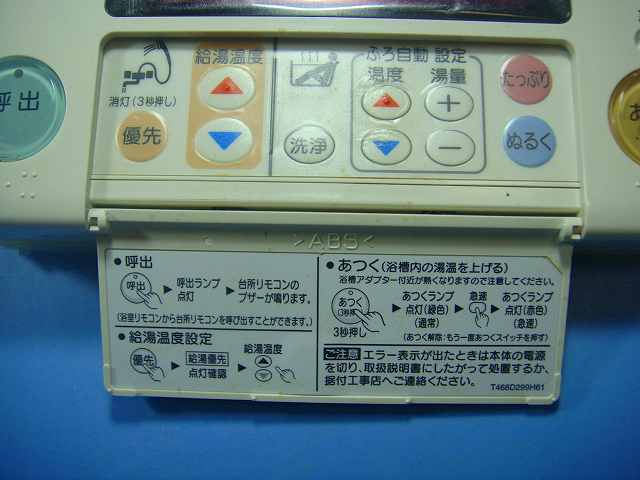 給湯温度
ふろ自動 設定
温度 湯量
たっぷり
呼出
消灯(3秒押し)
優先
洗浄
ぬるく
あ
>ABS<
●呼出
呼出
呼出ランプ
点灯
台所リモコンの
ブザーが鳴ります。
(浴室リモコンから台所リモコンを呼び出すことができます。)
●給湯温度設定
優先
給湯優先
点灯確認
給湯温度
●あつく(浴槽内の湯温を上げる)
浴槽アダプター付近が熱くなりますので注意してください。
あつく
(3秒押)
3秒押し
あつくランプ
点灯(緑色)
(通常)
急速
あつくランプ
点灯(赤色)
(急速)
(あつく解除:もう一度あつくスイッチを押す)
ご注意 エラー表示が出たときは本体の電源
を切り、取扱説明書にしたがって処置するか、
据付工事店へご連絡ください。
T468D299H61